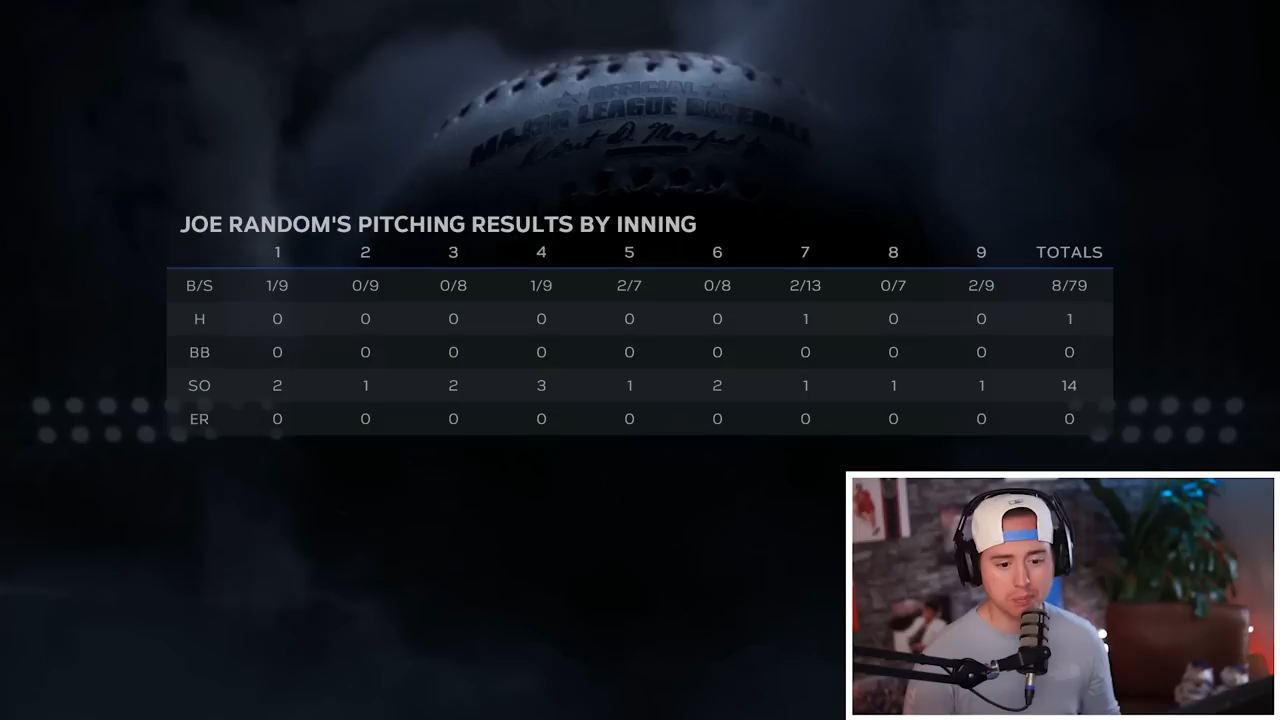 OFFICIAL
MAJOR LEAGUE BASEBALL
JOE RANDOM'S PITCHING RESULTS BY INNING
1 2 3 4 5 6 7 8 9 TOTALS
B/S 1/9 0/9 0/8 1/9 2/7 0/8 2/13 0/7 2/9 8/79
H 0 0 0 0 0 0 1 0 0 1
BB 0 0 0 0 0 0 0 0 0 0
SO 2 1 2 3 1 2 1 1 1 14
ER 0 0 0 0 0 0 0 0 0 0